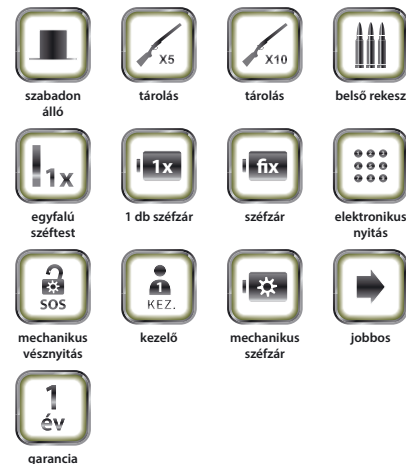 X5
X10
szabadon
álló
tárolás
tárolás
belső rekesz
1x
1x
fix
egyfalú
széftest
1 db széfzár
széfzár
elektronikus
nyitás
SOS
1
KEZ.
mechanikus
vésznyitás
kezelő
mechanikus
széfzár
jobbos
1
év
garancia